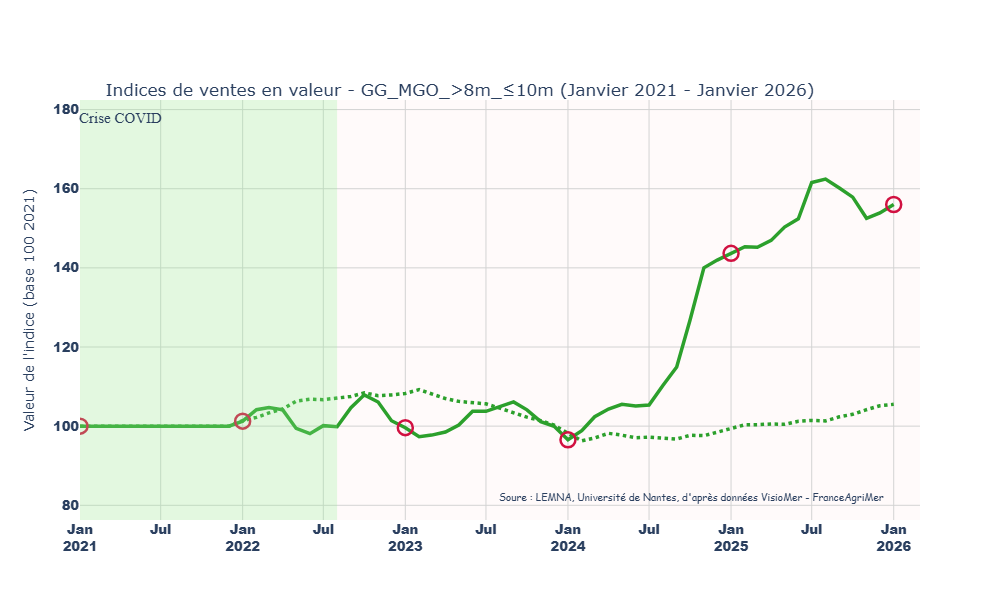 Indices de ventes en valeur - GG_MGO_>8m_≤10m (Janvier 2021 - Janvier 2026)
Crise COVID
Valeur de l'indice (base 100 2021)
180
160
140
120
100
80
Soure : LEMNA, Université de Nantes, d'après données VisioMer - FranceAgriMer
Jan
2021
Jul
Jan
2022
Jul
Jan
2023
Jul
Jan
2024
Jul
Jan
2025
Jul
Jan
2026